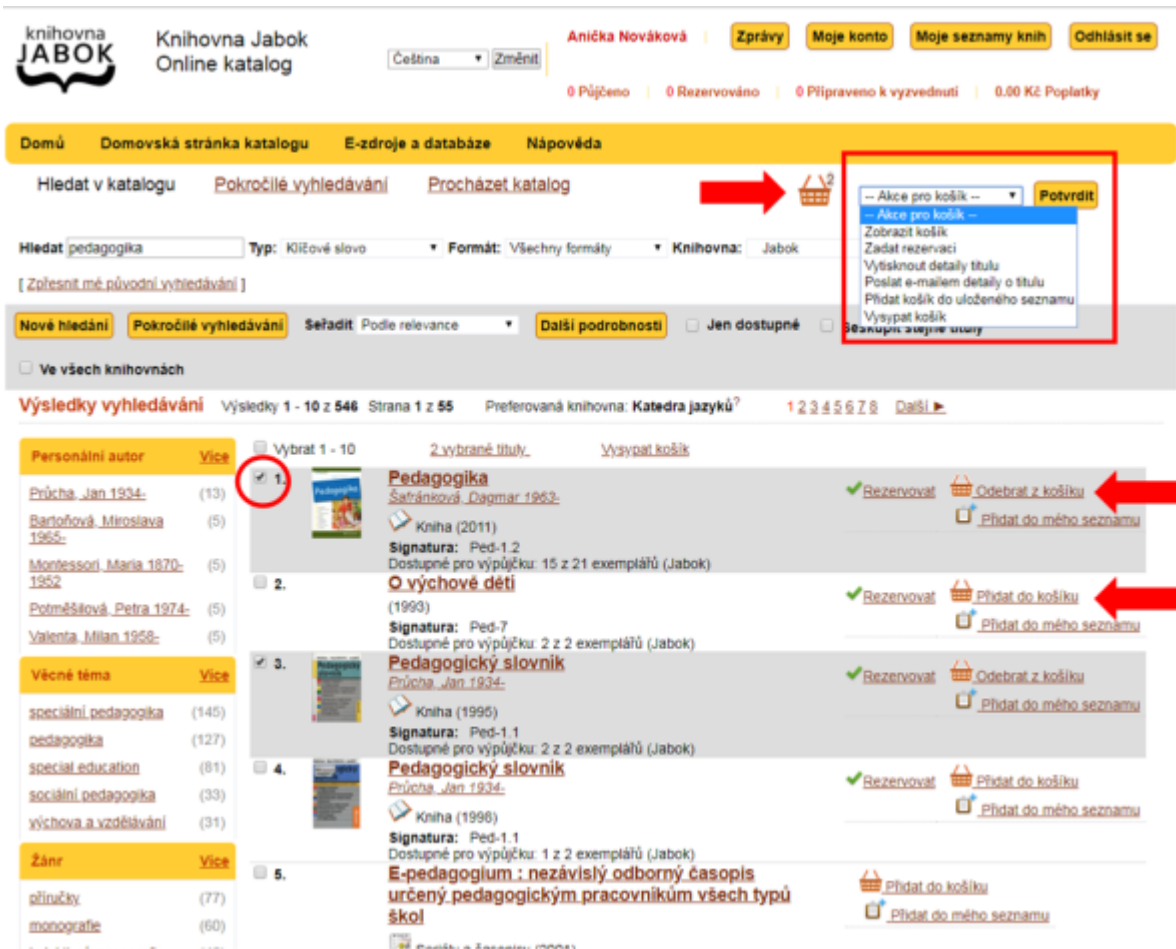 knihovna
JABOK
Knihovna Jabok
Online katalog
Čeština
Změnit
Anička Nováková
Zprávy
Moje konto
Moje seznamy knih
Odhlásit se
0 Půjčeno
0 Rezervováno
0 Připraveno k vyzvednutí
0.00 Kč Poplatky
Domů Domovská stránka katalogu E-zdroje a databáze Nápověda
Hledat v katalogu Pokročilé vyhledávání Procházet katalog
2
-- Akce pro košík --
Potvrdit
-- Akce pro košík --
Zobrazit košík
Zadat rezervaci
Vytisknout detaily titulu
Poslat e-mailem detaily o titulu
Přidat košík do uloženého seznamu
Vysypat košík
Hledat pedagogika Typ: Klíčové slovo Formát: Všechny formáty Knihovna: Jabok
[ Zpřesnit mé původní vyhledávání ]
Nové hledání Pokročilé vyhledávání Seřadit Podle relevance Další podrobnosti Jen dostupné Seskupit stejné tituly
Ve všech knihovnách
Výsledky vyhledávání Výsledky 1 - 10 z 546 Strana 1 z 55 Preferovaná knihovna: Katedra jazyků? 1 2 3 4 5 6 7 8 Další ►
Personální autor Více
Průcha, Jan 1934- (13)
Bartoňová, Miroslava (5)
1965-
Montessori, Maria 1870- (5)
1952
Potměšilová, Petra 1974- (5)
Valenta, Milan 1958- (5)
Věcné téma Více
speciální pedagogika (145)
pedagogika (127)
special education (81)
sociální pedagogika (33)
výchova a vzdělávání (31)
Žánr Více
příručky (77)
monografie (60)
Vybrat 1 - 10 2 vybrané tituly Vysypat košík
1. Pedagogika
Šafránková, Dagmar 1963-
Kniha (2011)
Signatura: Ped-1.2
Dostupné pro výpůjčku: 15 z 21 exemplářů (Jabok)
Rezervovat Odebrat z košíku
Přidat do mého seznamu
2. O výchově dětí
(1993)
Signatura: Ped-7
Dostupné pro výpůjčku: 2 z 2 exemplářů (Jabok)
Rezervovat Přidat do košíku
Přidat do mého seznamu
3. Pedagogický slovník
Průcha, Jan 1934-
Kniha (1995)
Signatura: Ped-1.1
Dostupné pro výpůjčku: 2 z 2 exemplářů (Jabok)
Rezervovat Odebrat z košíku
Přidat do mého seznamu
4. Pedagogický slovník
Průcha, Jan 1934-
Kniha (1998)
Signatura: Ped-1.1
Dostupné pro výpůjčku: 1 z 2 exemplářů (Jabok)
Rezervovat Přidat do košíku
Přidat do mého seznamu
5. E-pedagogium : nezávislý odborný časopis
určený pedagogickým pracovníkům všech typů
škol
Přidat do košíku
Přidat do mého seznamu